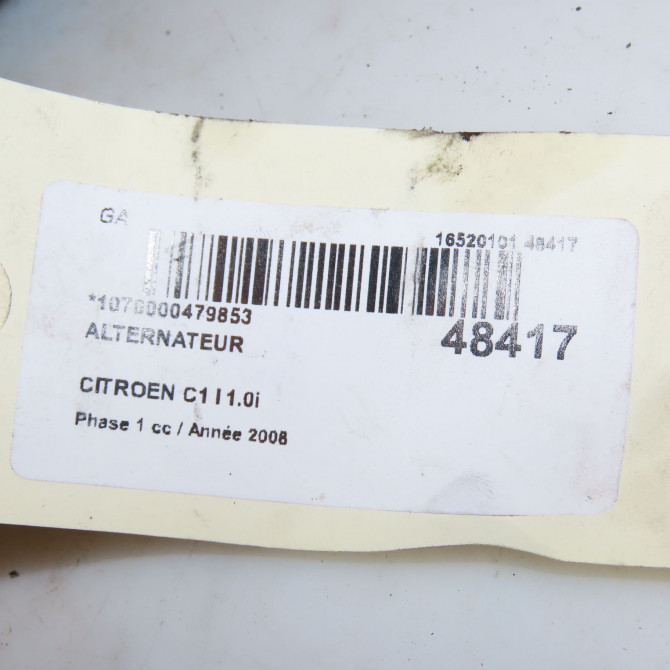 GA
16520101 48417
*1070000479853
48417
ALTERNATEUR
CITROEN C1 I 1.0i
Phase 1 cc / Année 2008